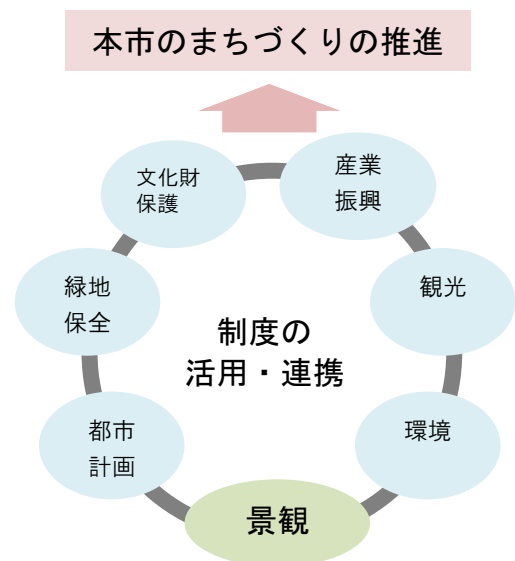 本市のまちづくりの推進
文化財
保護
産業
振興
緑地
保全
観光
制度の
活用・連携
都市
計画
環境
景観